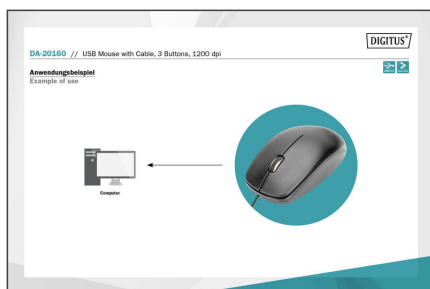 DIGITUS®
DA-20160 // USB Mouse with Cable, 3 Buttons, 1200 dpi
Anwendungsbeispiel
Example of use
Computer